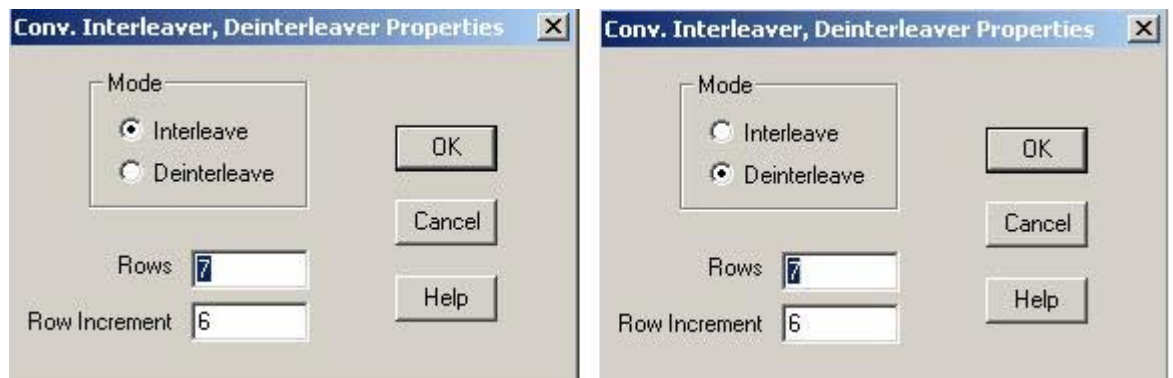 Conv. Interleaver, Deinterleaver Properties
Mode
Interleave
Deinterleave
OK
Cancel
Help
Rows 7
Row Increment 6
Conv. Interleaver, Deinterleaver Properties
Mode
Interleave
Deinterleave
OK
Cancel
Help
Rows 7
Row Increment 6